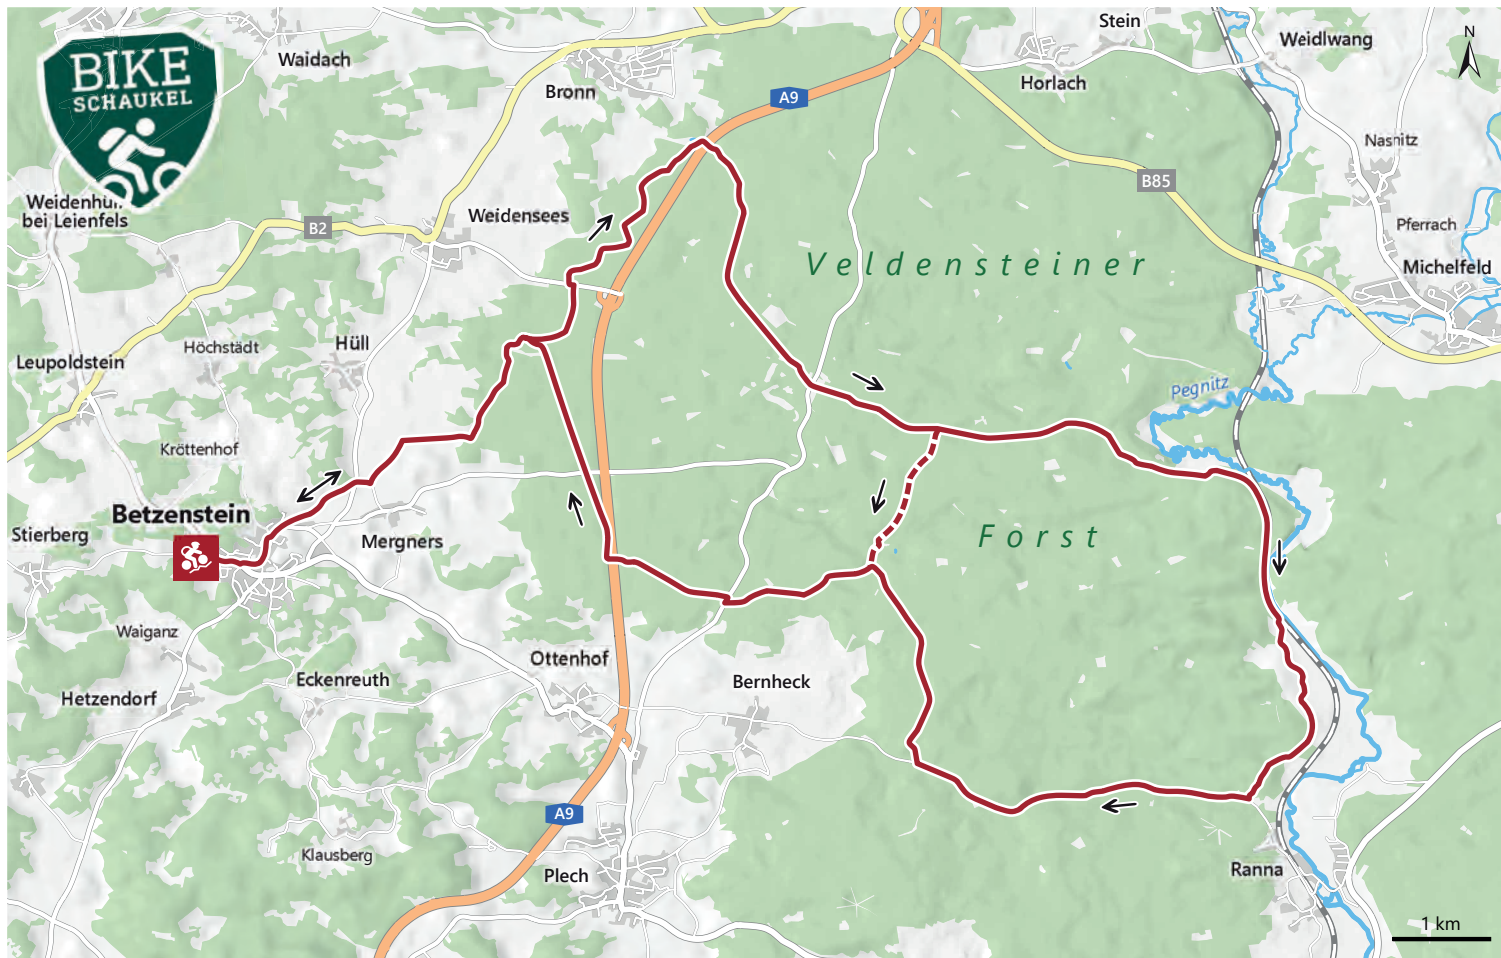 BIKE
SCHAUKEL
Waidach
Bronn
A9
Stein
Horlach
Weidlwang
N
Nasnitz
B85
Pferrach
Michelfeld
Weidenhül
bei Leienfels
B2
Weidensees
Veldensteiner
Leupoldstein
Höchstädt
Hüll
Pegnitz
Kröttenhof
Betzenstein
Stierberg
Mergners
Forst
Waiganz
Ottenhof
Hetzendorf
Eckenreuth
Bernheck
A9
Klausberg
Plech
Ranna
1 km